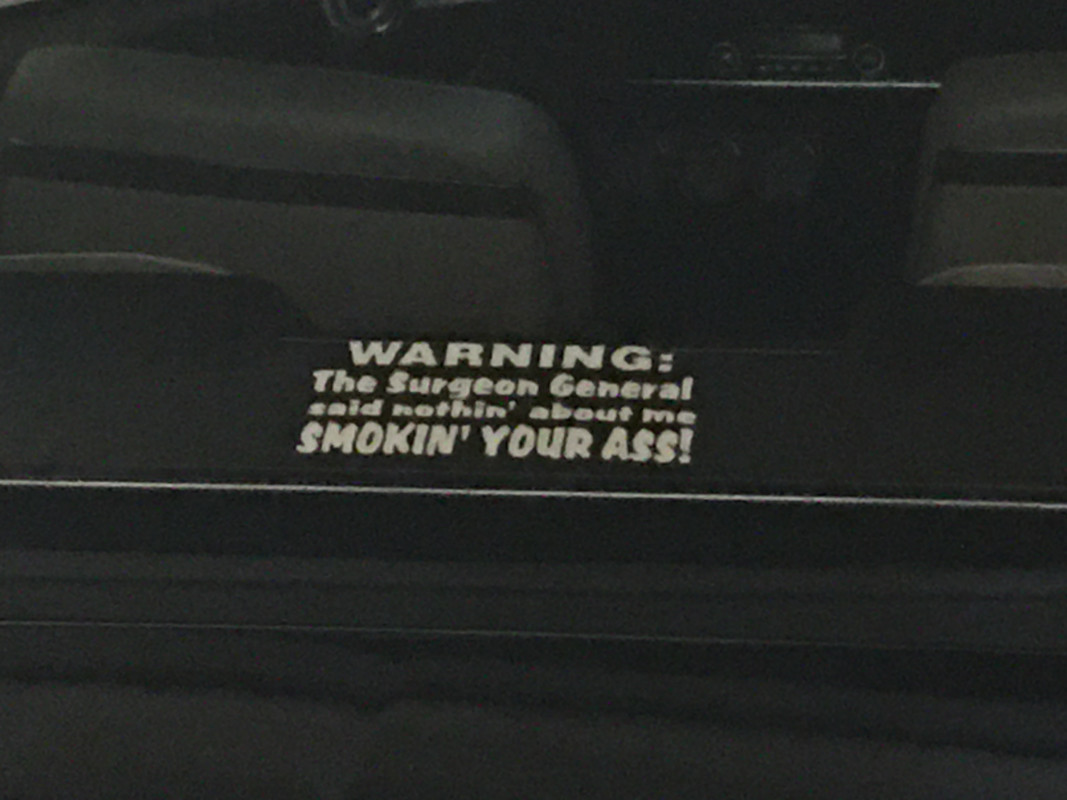 WARNING:
The Surgeon General
said nothin' about me
SMOKIN' YOUR ASS!